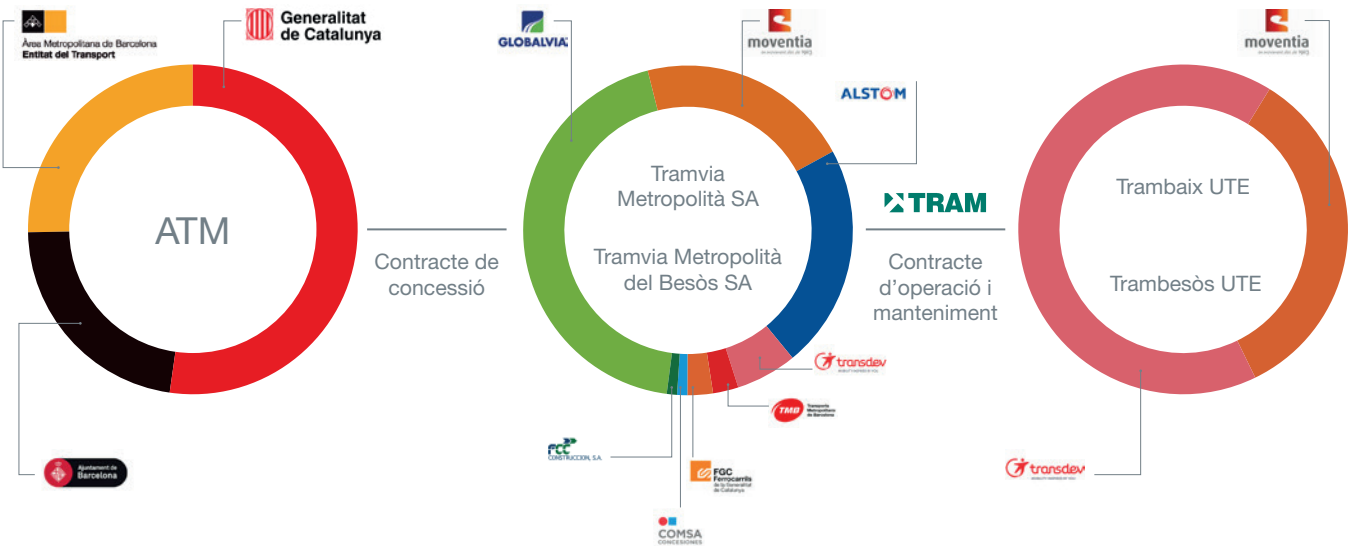 Àrea Metropolitana de Barcelona
Entitat del Transport
Generalitat
de Catalunya
GLOBALVIA
moventia
moventia
ALSTOM
ATM
Contracte de
concessió
Tramvia
Metropolità SA
Tramvia Metropolità
del Besòs SA
TRAM
Contracte
d'operació i
manteniment
Trambaix UTE
Trambesòs UTE
transdev
TMB
Transports
Metropolitans
de Barcelona
FCC
CONSTRUCCION, S.A.
FGC
Ferrocarrils
de la Generalitat
de Catalunya
COMSA
CONCESIONES
Ajuntament de
Barcelona
transdev